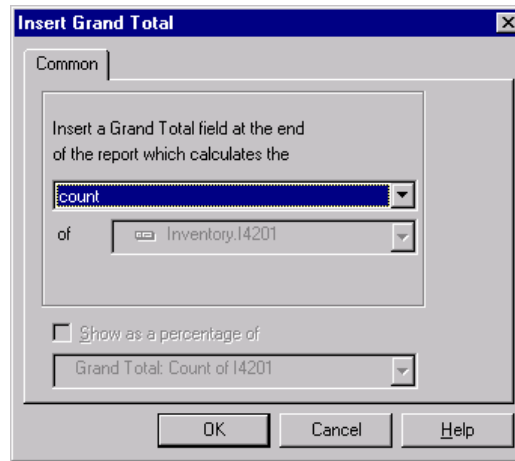 Insert Grand Total
Common
Insert a Grand Total field at the end
of the report which calculates the
count
of Inventory.I4201
Show as a percentage of
Grand Total: Count of I4201
OK Cancel Help